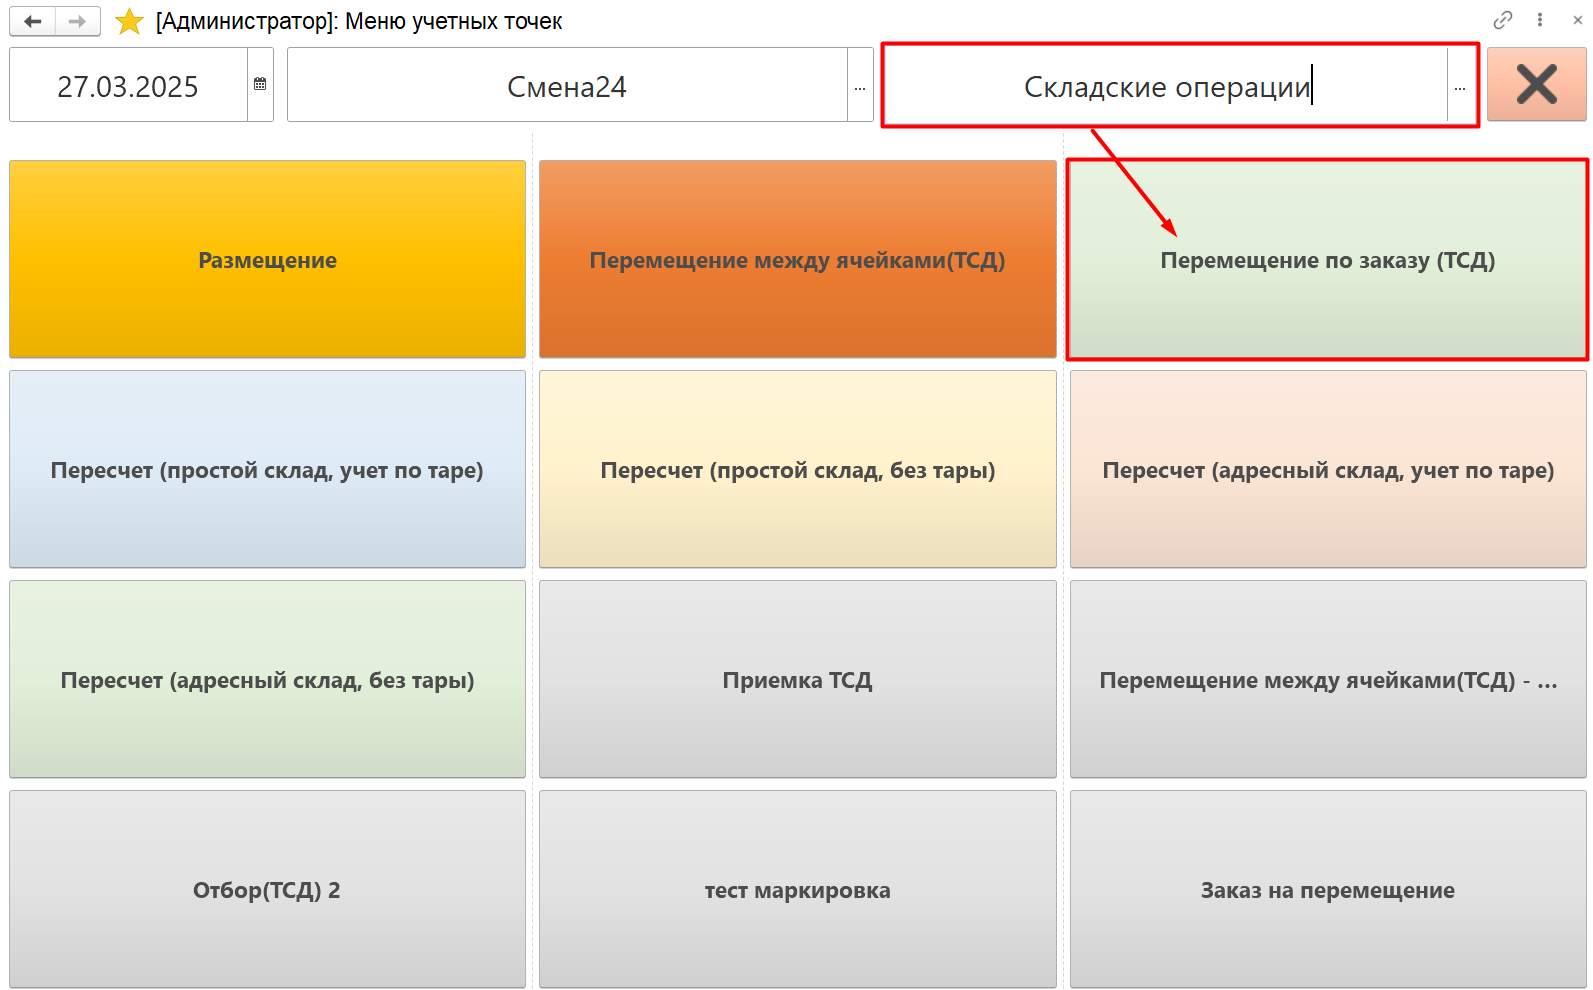 [Администратор]: Меню учетных точек
27.03.2025
Смена24
...
Складские операции
...
Размещение
Перемещение между ячейками(ТСД)
Перемещение по заказу (ТСД)
Пересчет (простой склад, учет по таре)
Пересчет (простой склад, без тары)
Пересчет (адресный склад, учет по таре)
Пересчет (адресный склад, без тары)
Приемка ТСД
Перемещение между ячейками(ТСД) - ...
Отбор(ТСД) 2
тест маркировка
Заказ на перемещение